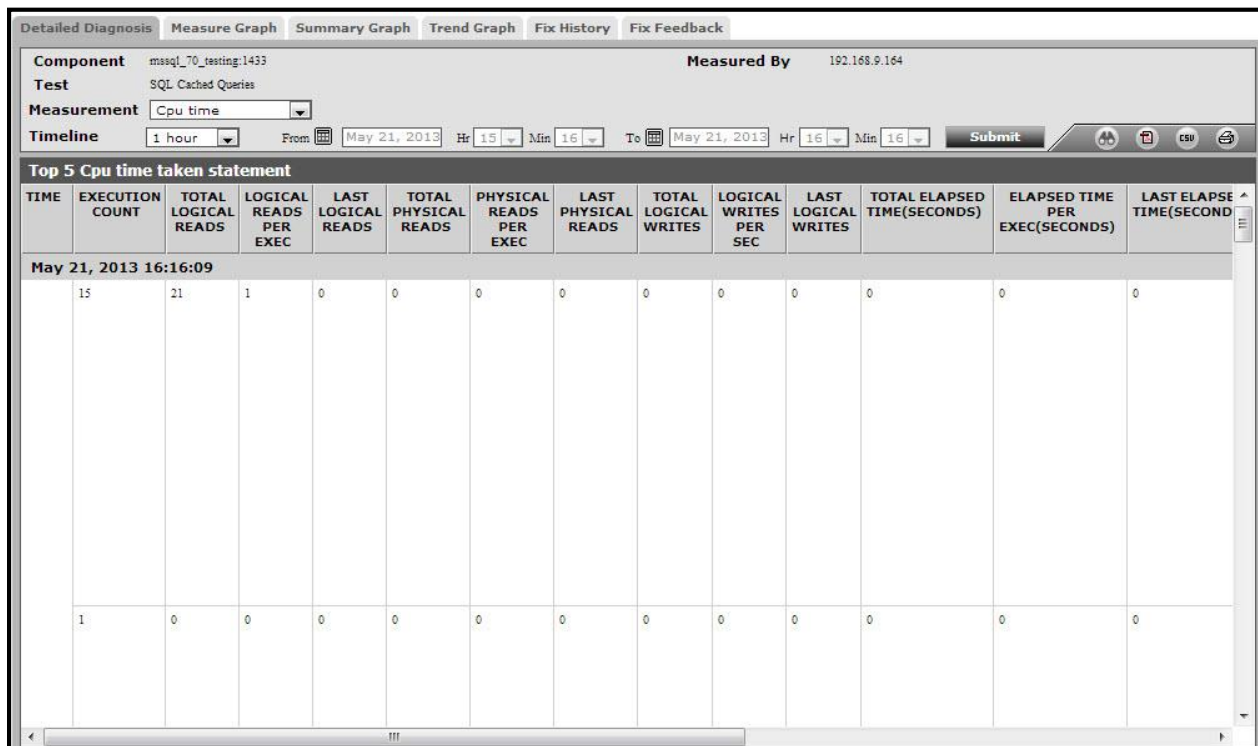 Detailed Diagnosis Measure Graph Summary Graph Trend Graph Fix History Fix Feedback
Component mssql_70_testing:1433 Measured By 192.168.9.164
Test SQL Cached Queries
Measurement Cpu time
Timeline 1 hour From May 21, 2013 Hr 15 Min 16 To May 21, 2013 Hr 16 Min 16 Submit CSV
Top 5 Cpu time taken statement
TIME EXECUTION COUNT TOTAL LOGICAL READS LOGICAL READS PER EXEC LAST LOGICAL READS TOTAL PHYSICAL READS PHYSICAL READS PER EXEC LAST PHYSICAL READS TOTAL LOGICAL WRITES LOGICAL WRITES PER SEC LAST LOGICAL WRITES TOTAL ELAPSED TIME(SECONDS) ELAPSED TIME PER EXEC(SECONDS) LAST ELAPSE TIME(SECOND
May 21, 2013 16:16:09
15 21 1 0 0 0 0 0 0 0 0 0 0
1 0 0 0 0 0 0 0 0 0 0 0 0